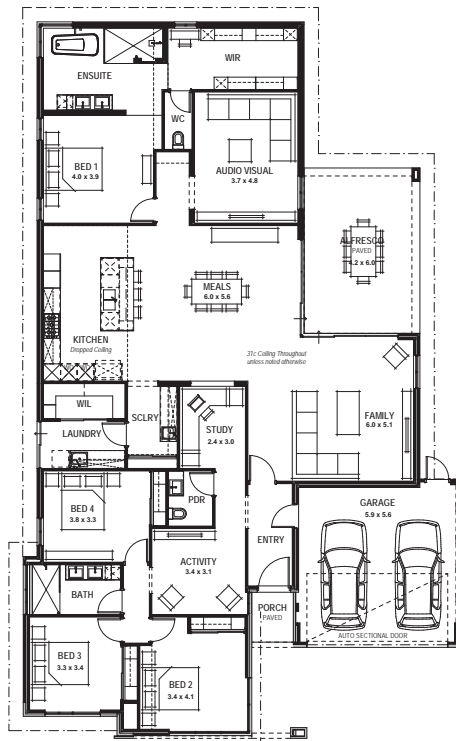 ENSUITE
WIR
WC
BED 1
4.0 x 3.9
AUDIO VISUAL
3.7 x 4.8
ALFRESCO
PAVED
4.2 x 6.0
MEALS
6.0 x 5.6
KITCHEN
Dropped Ceiling
31c Ceiling Throughout
unless noted otherwise
WIL
SCLRY
STUDY
2.4 x 3.0
FAMILY
6.0 x 5.1
LAUNDRY
BED 4
3.8 x 3.3
PDR
GARAGE
5.9 x 5.6
ACTIVITY
3.4 x 3.1
ENTRY
BATH
PORCH
PAVED
AUTO SECTIONAL DOOR
BED 3
3.3 x 3.4
BED 2
3.4 x 4.1